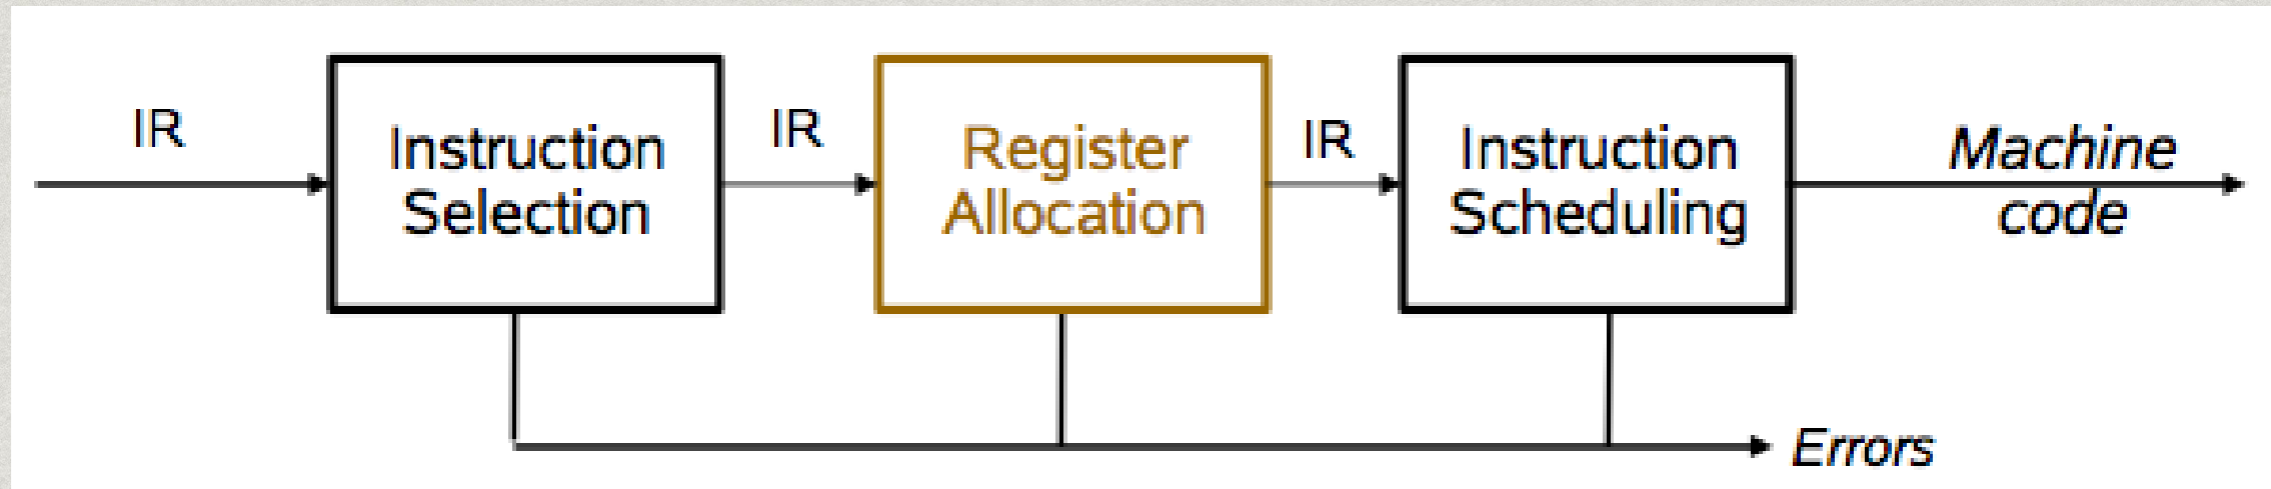 IR
Instruction
Selection
IR
Register
Allocation
IR
Instruction
Scheduling
Machine
code
Errors